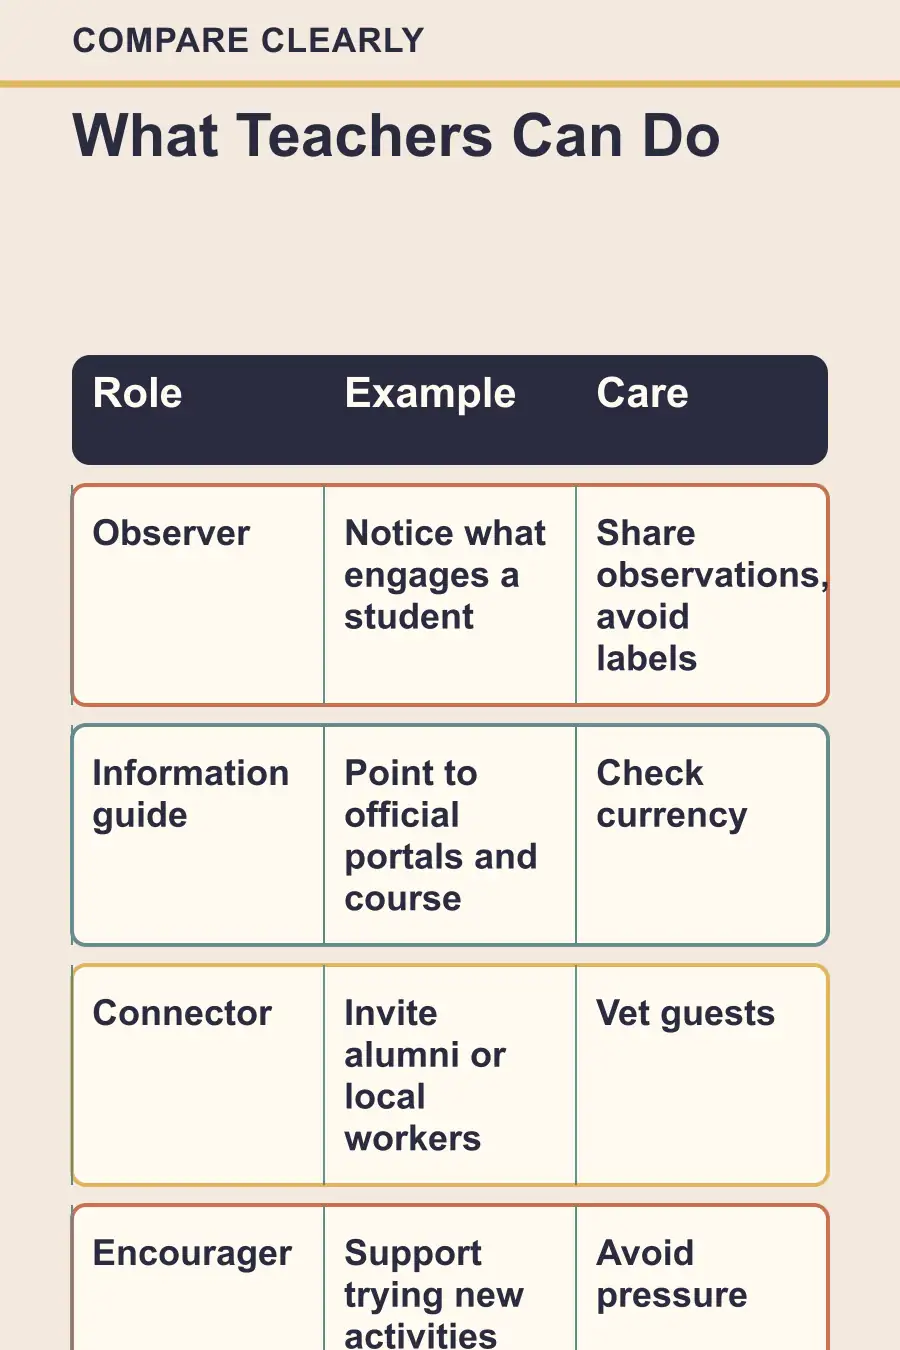 COMPARE CLEARLY
What Teachers Can Do
Role
Example
Care
Observer
Notice what
engages a
student
Share
observations,
avoid
labels
Information
guide
Point to
official
portals and
course
Check
currency
Connector
Invite
alumni or
local
workers
Vet guests
Encourager
Support
trying new
activities
Avoid
pressure